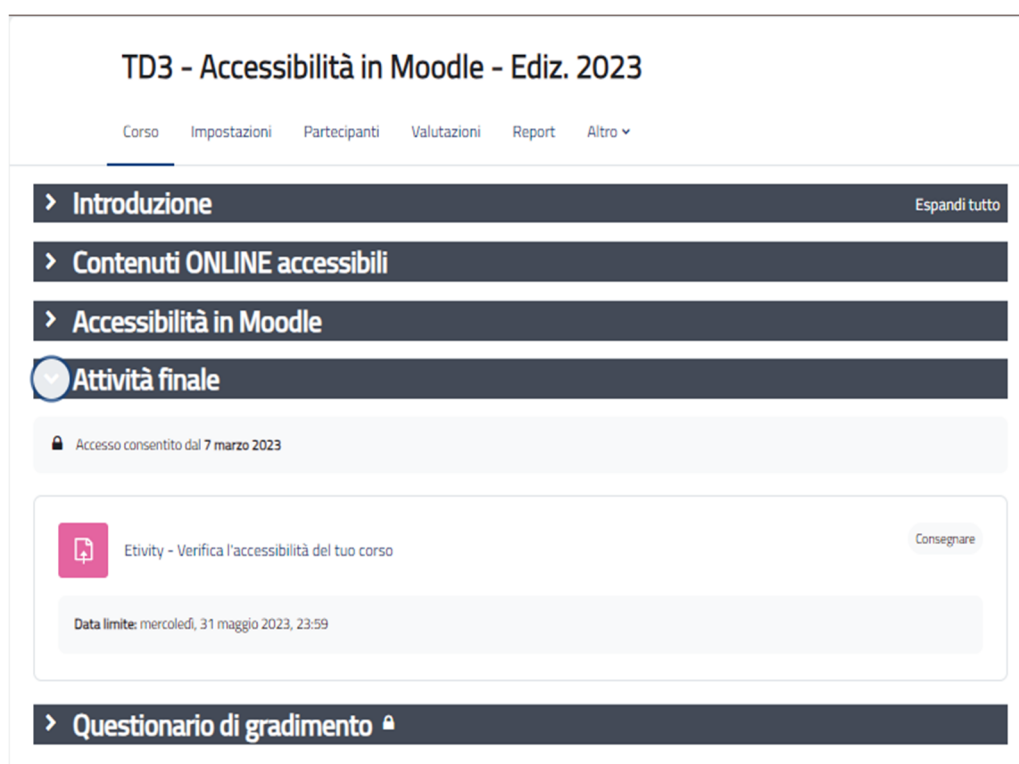 TD3 - Accessibilità in Moodle - Ediz. 2023
Corso Impostazioni Partecipanti Valutazioni Report Altro
Introduzione Espandi tutto
Contenuti ONLINE accessibili
Accessibilità in Moodle
Attività finale
Accesso consentito dal 7 marzo 2023
Etivity - Verifica l'accessibilità del tuo corso Consegnare
Data limite: mercoledì, 31 maggio 2023, 23:59
Questionario di gradimento